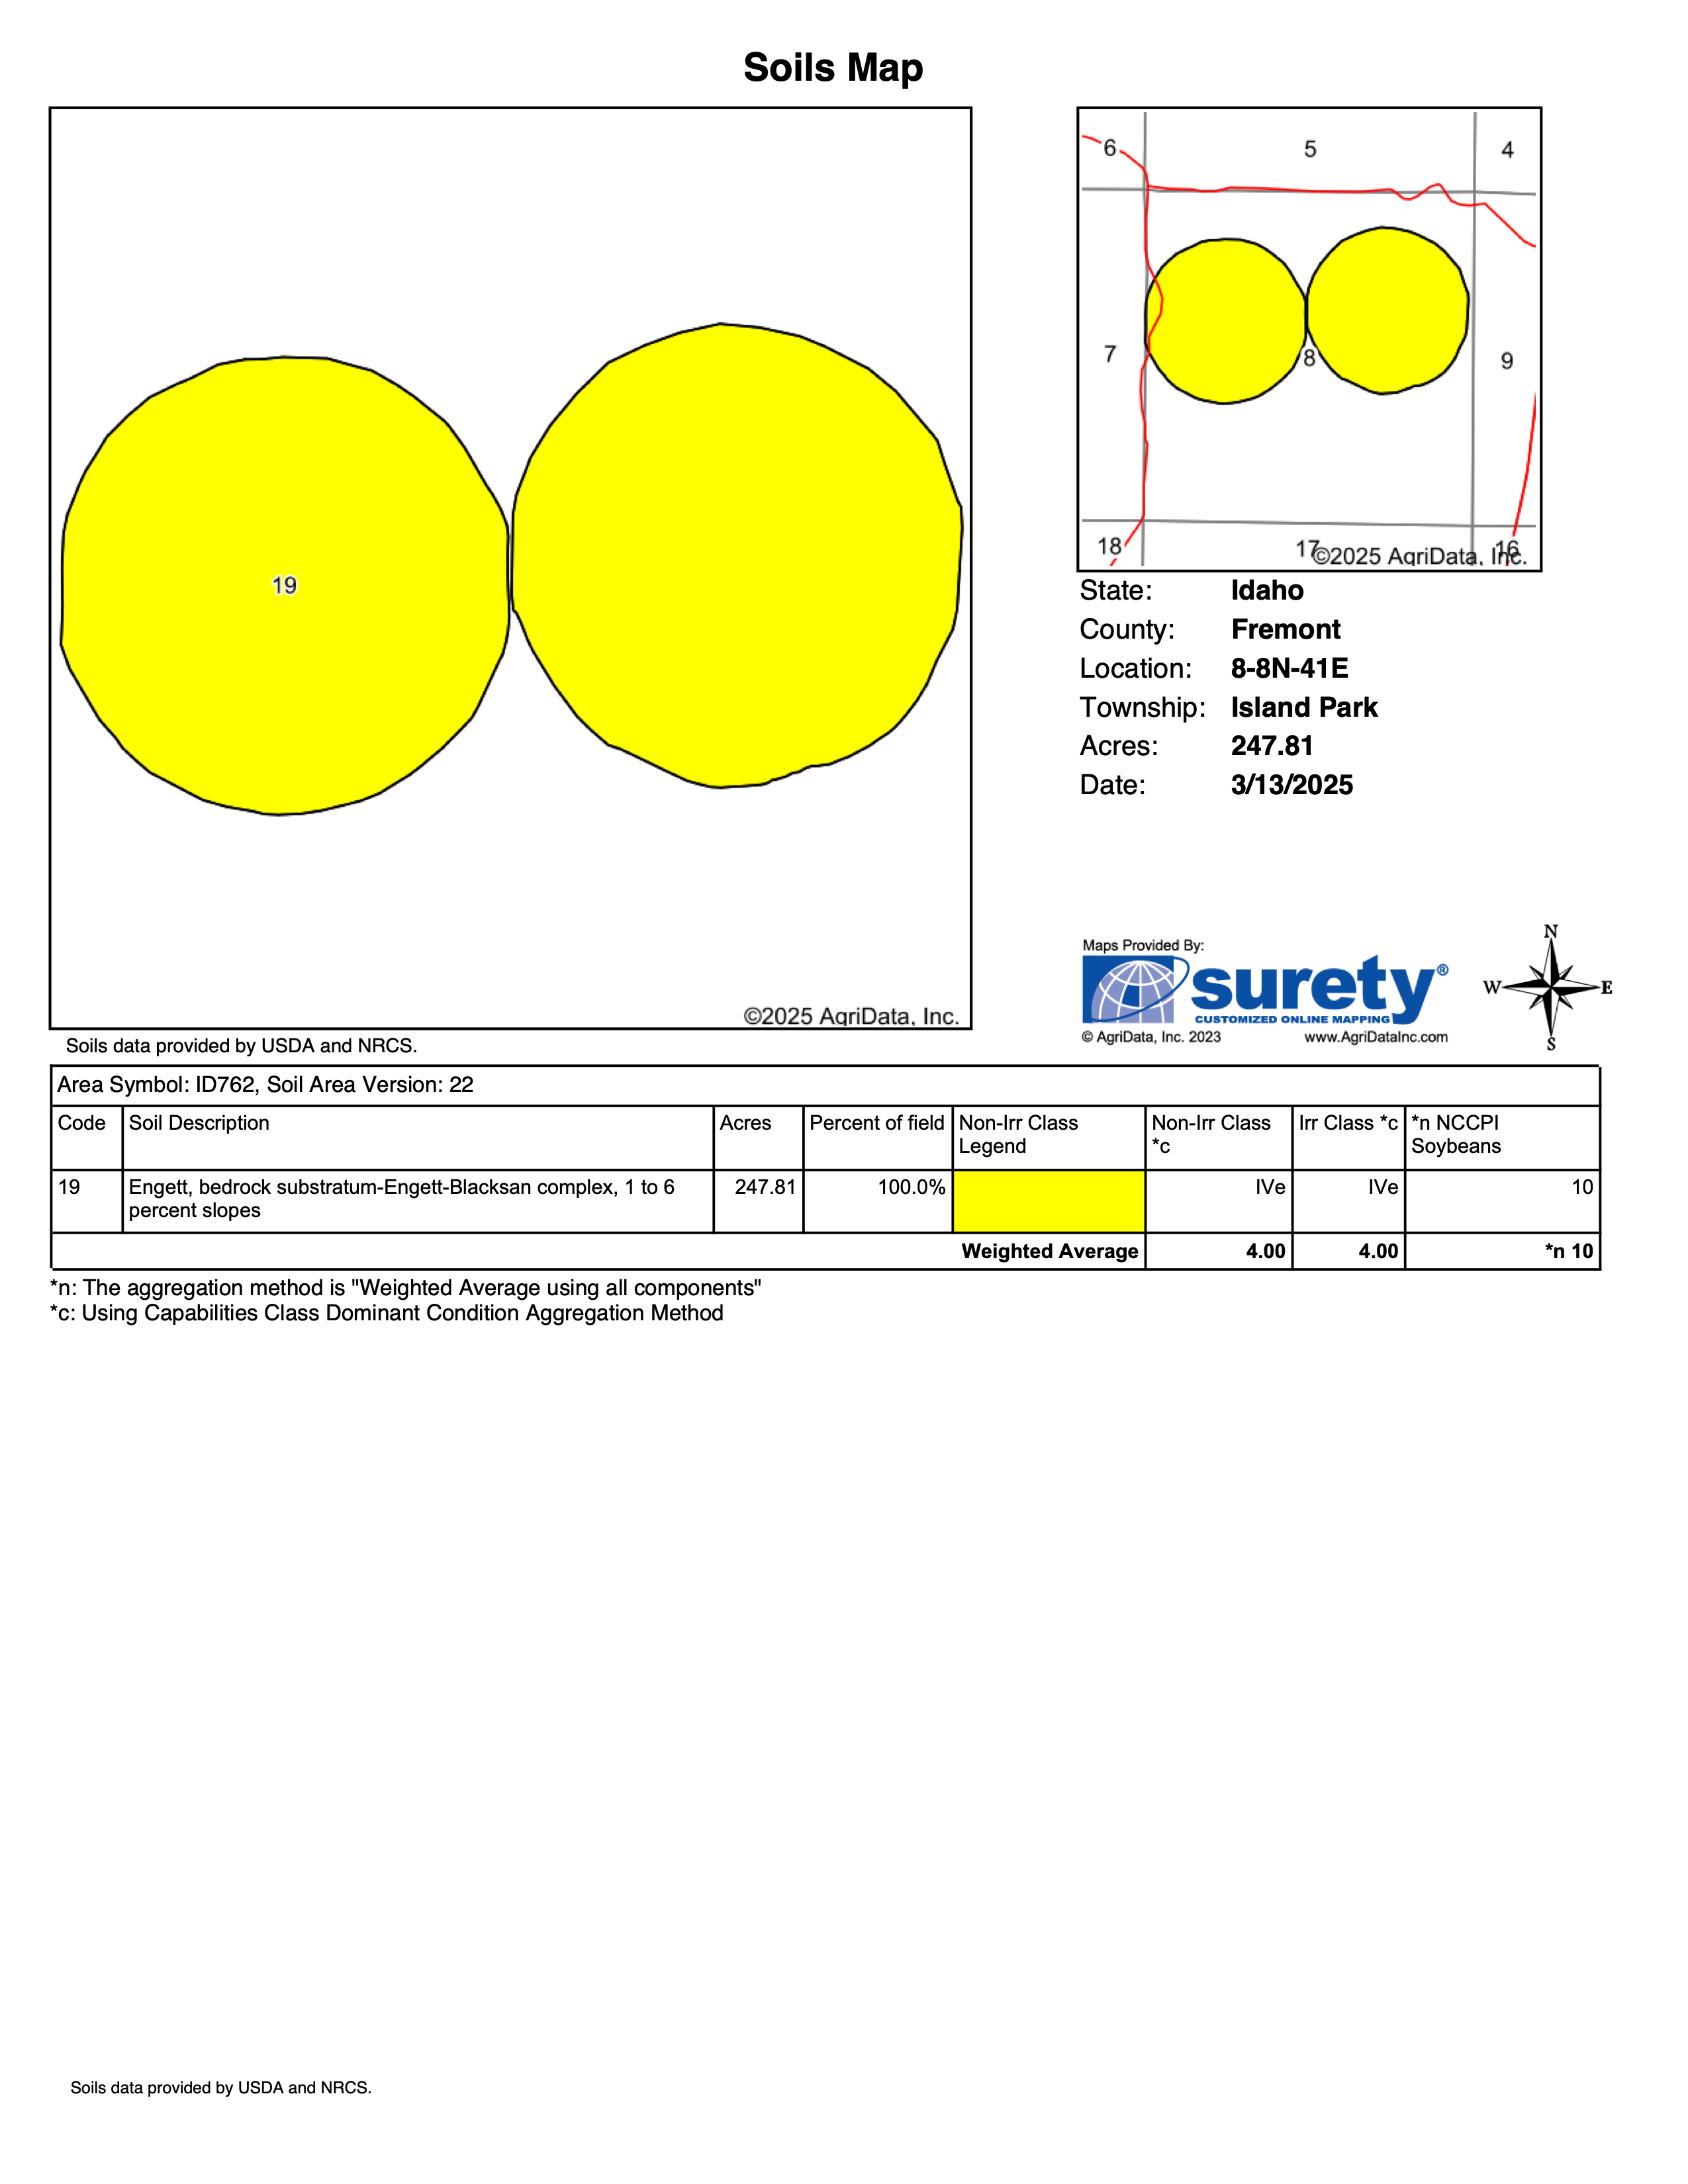 Soils Map
19
©2025 AgriData, Inc.
Soils data provided by USDA and NRCS.
6
5
4
7
8
9
18
17
16
©2025 AgriData, Inc.
State: Idaho
County: Fremont
Location: 8-8N-41E
Township: Island Park
Acres: 247.81
Date: 3/13/2025
Maps Provided By:
surety®
CUSTOMIZED ONLINE MAPPING
© AgriData, Inc. 2023 www.AgriDataInc.com
N
W E
S
Area Symbol: ID762, Soil Area Version: 22
Code Soil Description Acres Percent of field Non-Irr Class Non-Irr Class Irr Class *c *n NCCPI
Legend *c Soybeans
19 Engett, bedrock substratum-Engett-Blacksan complex, 1 to 6 247.81 100.0% IVe IVe 10
percent slopes
Weighted Average 4.00 4.00 *n 10
*n: The aggregation method is "Weighted Average using all components"
*c: Using Capabilities Class Dominant Condition Aggregation Method
Soils data provided by USDA and NRCS.